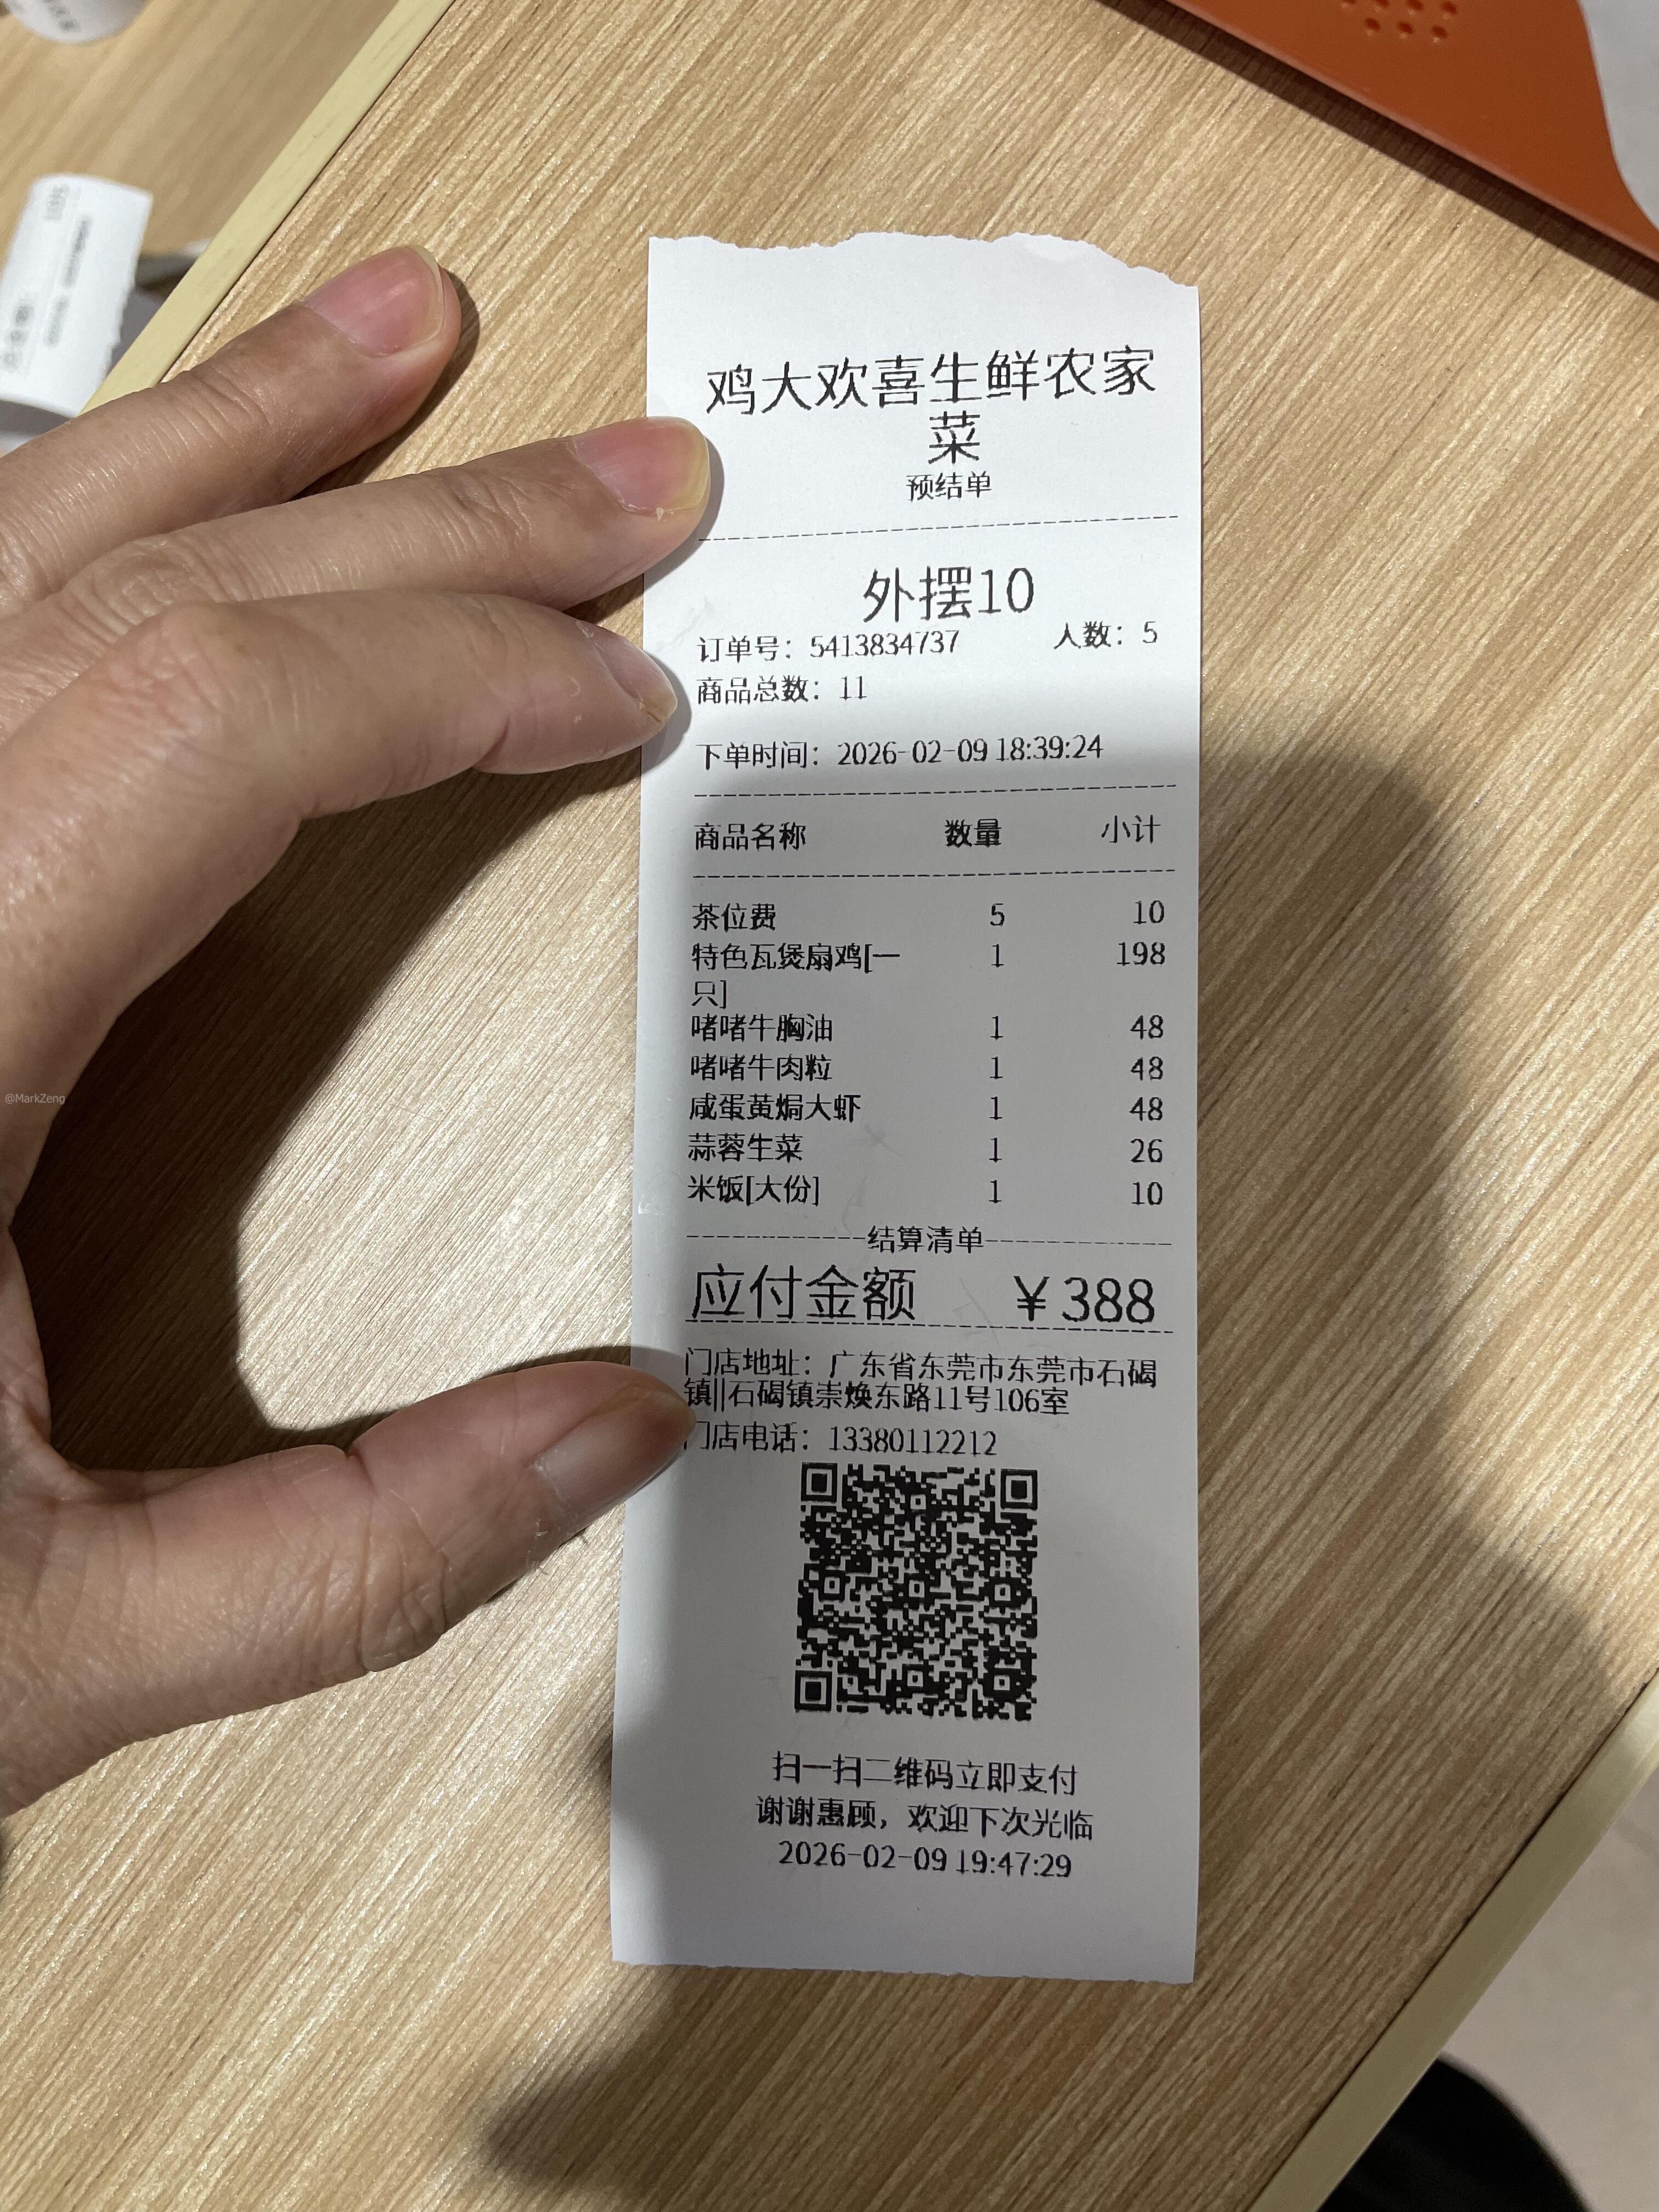 鸡大欢喜生鲜农家
菜
预结单
外摆10
订单号：5413834737 人数：5
商品总数：11
下单时间：2026-02-09 18:39:24
商品名称 数量 小计
茶位费 5 10
特色瓦煲扇鸡[一 1 198
只]
啫啫牛胸油 1 48
啫啫牛肉粒 1 48
咸蛋黄焗大虾 1 48
蒜蓉生菜 1 26
米饭[大份] 1 10
结算清单
应付金额 ￥388
门店地址：广东省东莞市东莞市石碣
镇||石碣镇崇焕东路11号106室
门店电话：13380112212
扫一扫二维码立即支付
谢谢惠顾，欢迎下次光临
2026-02-09 19:47:29
@MarkZeng